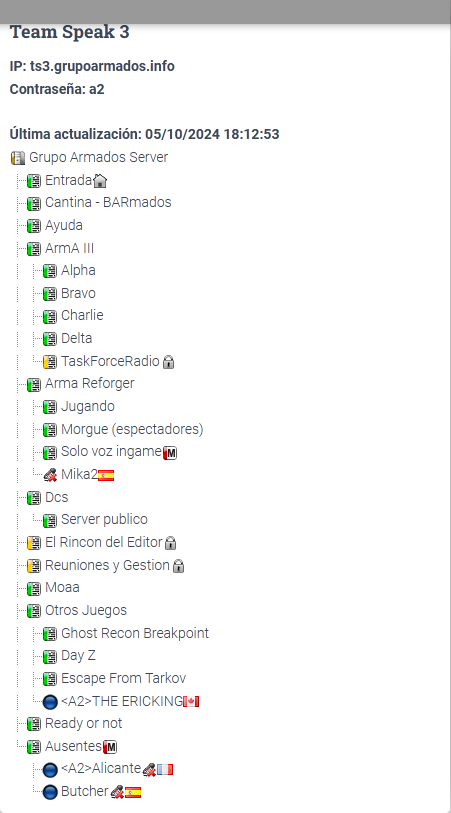 Team Speak 3
IP: ts3.grupoarmados.info
Contraseña: a2
Última actualización: 05/10/2024 18:12:53
Grupo Armados Server
Entrada
Cantina - BARmados
Ayuda
ArmA III
Alpha
Bravo
Charlie
Delta
TaskForceRadio
Arma Reforger
Jugando
Morgue (espectadores)
Solo voz ingame M
Mika2
Dcs
Server publico
El Rincon del Editor
Reuniones y Gestion
Moaa
Otros Juegos
Ghost Recon Breakpoint
Day Z
Escape From Tarkov
<A2>THE ERICKING
Ready or not
Ausentes M
<A2>Alicante
Butcher